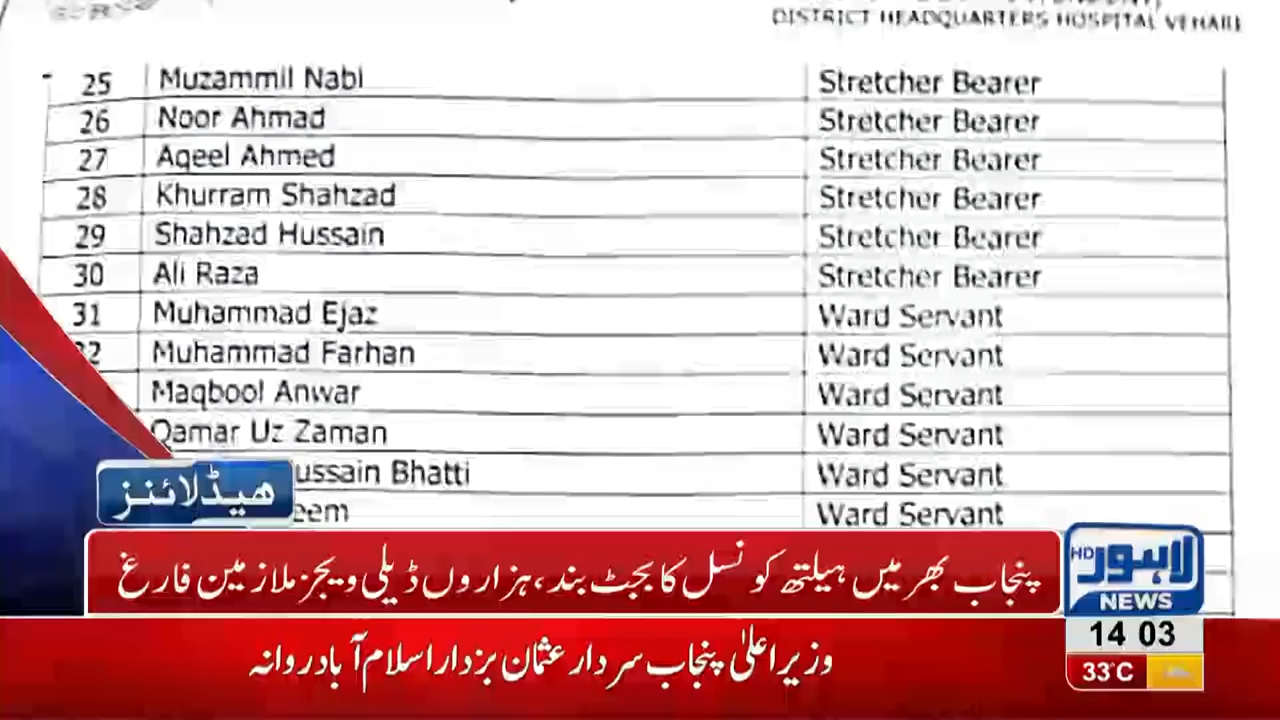 DISTRICT HEADQUARTERS HOSPITAL VEHARI
25 Muzammil Nabi Stretcher Bearer
26 Noor Ahmad Stretcher Bearer
27 Aqeel Ahmed Stretcher Bearer
28 Khurram Shahzad Stretcher Bearer
29 Shahzad Hussain Stretcher Bearer
30 Ali Raza Stretcher Bearer
31 Muhammad Ejaz Ward Servant
Muhammad Farhan Ward Servant
Maqbool Anwar Ward Servant
Qamar Uz Zaman Ward Servant
Bhatti Ward Servant
Ward Servant
ہیڈلائنز
پنجاب بھر میں ہیلتھ کونسل کا بجٹ بند، ہزاروں ڈیلی ویجز ملازمین فارغ
لاہور HD
NEWS
وزیراعلیٰ پنجاب سردار عثمان بزدار اسلام آباد روانہ
14 03
33°C